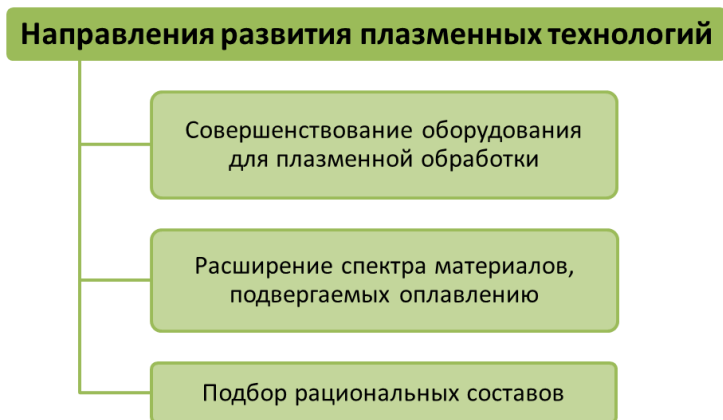 Направления развития плазменных технологий
Совершенствование оборудования
для плазменной обработки
Расширение спектра материалов,
подвергаемых оплавлению
Подбор рациональных составов